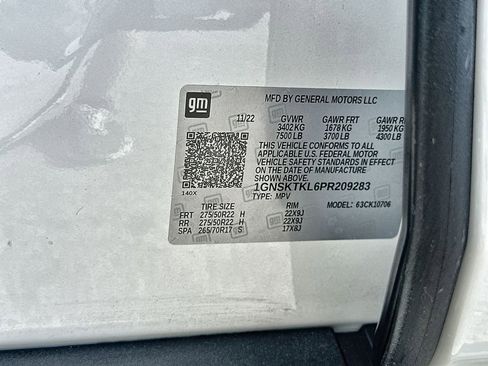 gm
MFD BY GENERAL MOTORS LLC
11/22 GVWR GAWR FRT GAWR R
3402 KG 1678 KG 1950 KG
7500 LB 3700 LB 4300 LB
THIS VEHICLE CONFORMS TO ALL
APPLICABLE U.S. FEDERAL MOTOR
VEHICLE SAFETY STANDARDS IN EFFECT
ON THE DATE OF MANUFACTURE SHOWN ABOVE
1GNSKTKL6PR209283
140X TYPE: MPV
TIRE SIZE RIM MODEL: 63CK10706
FRT 275/50R22 H 22X9J
RR 275/50R22 H 22X9J
SPA 265/70R17 S 17X8J